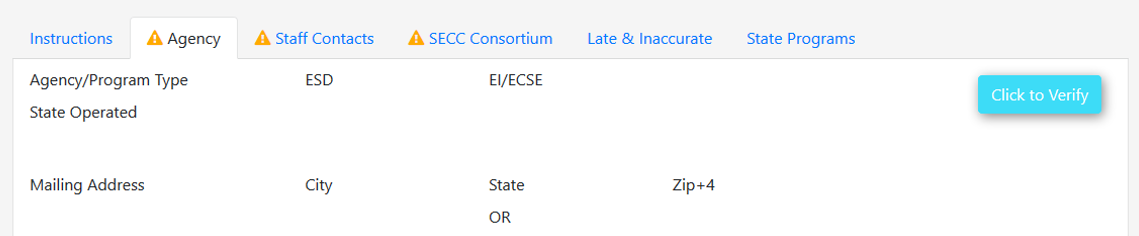 Instructions Agency Staff Contacts SECC Consortium Late & Inaccurate State Programs
Agency/Program Type ESD EI/ECSE
Click to Verify
State Operated
Mailing Address City State Zip+4
OR